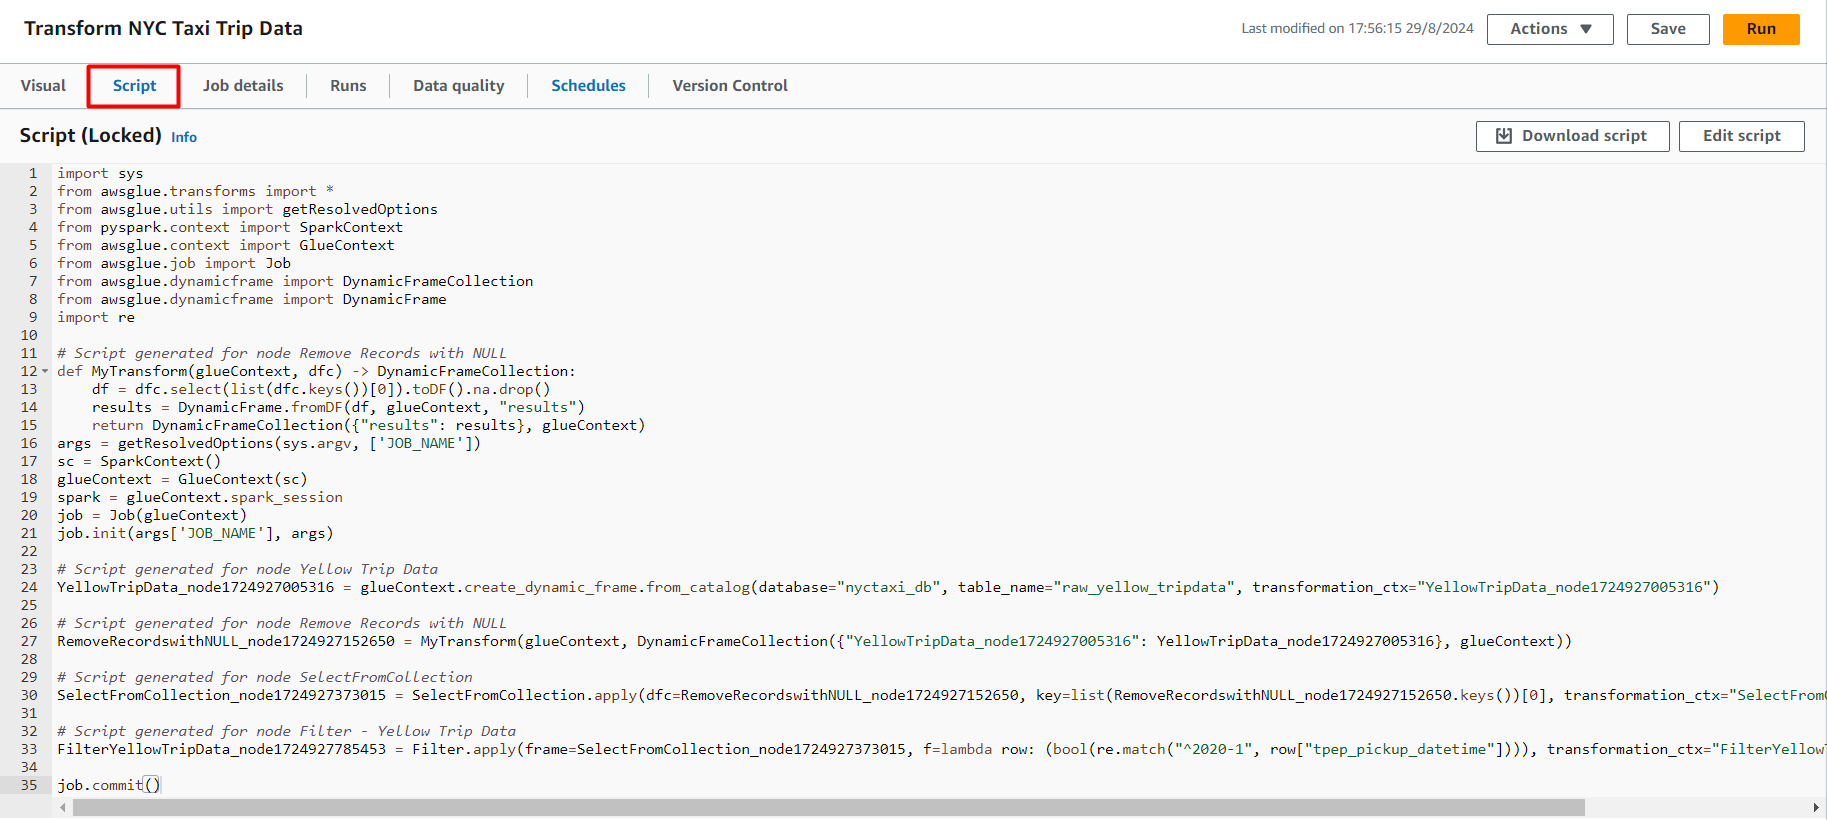 Transform NYC Taxi Trip Data
Last modified on 17:56:15 29/8/2024
Actions
Save
Run
Visual
Script
Job details
Runs
Data quality
Schedules
Version Control
Script (Locked) Info
Download script
Edit script
1 import sys
2 from awsglue.transforms import *
3 from awsglue.utils import getResolvedOptions
4 from pyspark.context import SparkContext
5 from awsglue.context import GlueContext
6 from awsglue.job import Job
7 from awsglue.dynamicframe import DynamicFrameCollection
8 from awsglue.dynamicframe import DynamicFrame
9 import re
10
11 # Script generated for node Remove Records with NULL
12 def MyTransform(glueContext, dfc) -> DynamicFrameCollection:
13     df = dfc.select(list(dfc.keys())[0]).toDF().na.drop()
14     results = DynamicFrame.fromDF(df, glueContext, "results")
15     return DynamicFrameCollection({"results": results}, glueContext)
16 args = getResolvedOptions(sys.argv, ['JOB_NAME'])
17 sc = SparkContext()
18 glueContext = GlueContext(sc)
19 spark = glueContext.spark_session
20 job = Job(glueContext)
21 job.init(args['JOB_NAME'], args)
22
23 # Script generated for node Yellow Trip Data
24 YellowTripData_node1724927005316 = glueContext.create_dynamic_frame.from_catalog(database="nyctaxi_db", table_name="raw_yellow_tripdata", transformation_ctx="YellowTripData_node1724927005316")
25
26 # Script generated for node Remove Records with NULL
27 RemoveRecordswithNULL_node1724927152650 = MyTransform(glueContext, DynamicFrameCollection({"YellowTripData_node1724927005316": YellowTripData_node1724927005316}, glueContext))
28
29 # Script generated for node SelectFromCollection
30 SelectFromCollection_node1724927373015 = SelectFromCollection.apply(dfc=RemoveRecordswithNULL_node1724927152650, key=list(RemoveRecordswithNULL_node1724927152650.keys())[0], transformation_ctx="SelectFromC
31
32 # Script generated for node Filter - Yellow Trip Data
33 FilterYellowTripData_node1724927785453 = Filter.apply(frame=SelectFromCollection_node1724927373015, f=lambda row: (bool(re.match("^2020-1", row["tpep_pickup_datetime"]))), transformation_ctx="FilterYellow
34
35 job.commit()